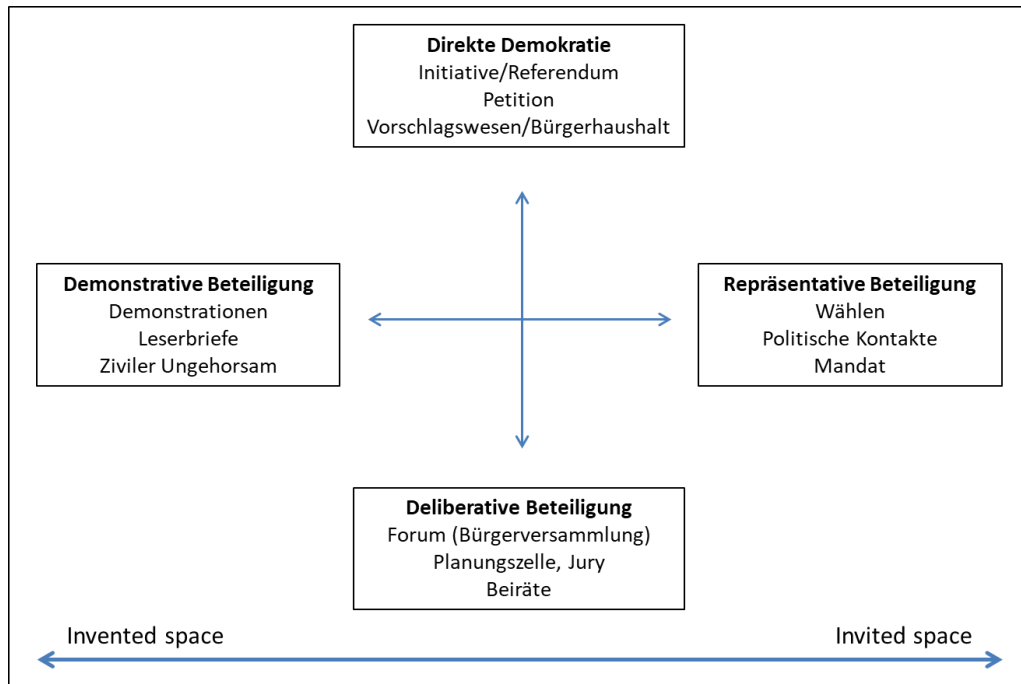 Direkte Demokratie
Initiative/Referendum
Petition
Vorschlagswesen/Bürgerhaushalt
Demonstrative Beteiligung
Demonstrationen
Leserbriefe
Ziviler Ungehorsam
Repräsentative Beteiligung
Wählen
Politische Kontakte
Mandat
Deliberative Beteiligung
Forum (Bürgerversammlung)
Planungszelle, Jury
Beiräte
Invented space
Invited space